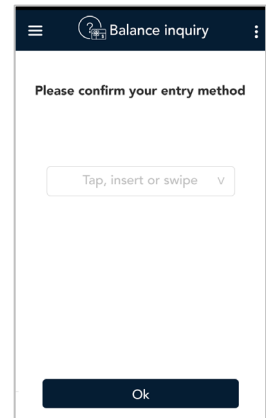 Balance inquiry
Please confirm your entry method
Tap, insert or swipe
Ok